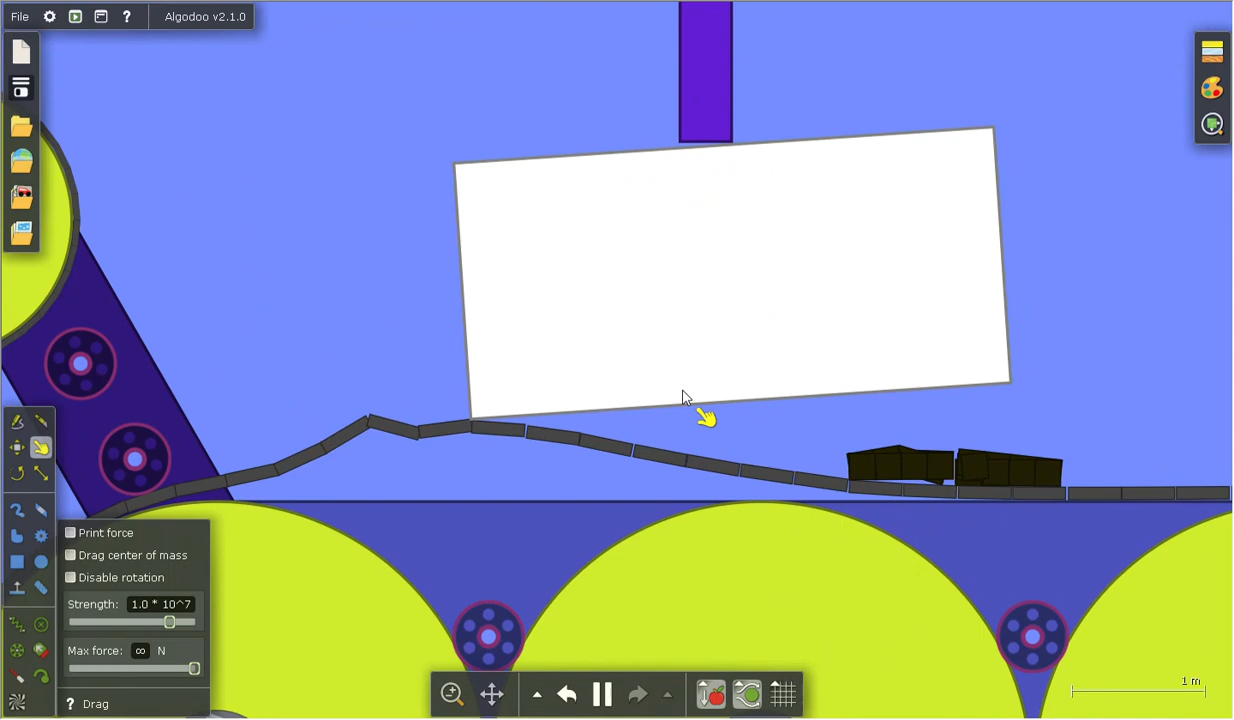 File ? Algodoo v2.1.0
Print force
Drag center of mass
Disable rotation
Strength: 1.0 * 10^7
Max force: ∞ N
? Drag
1 m